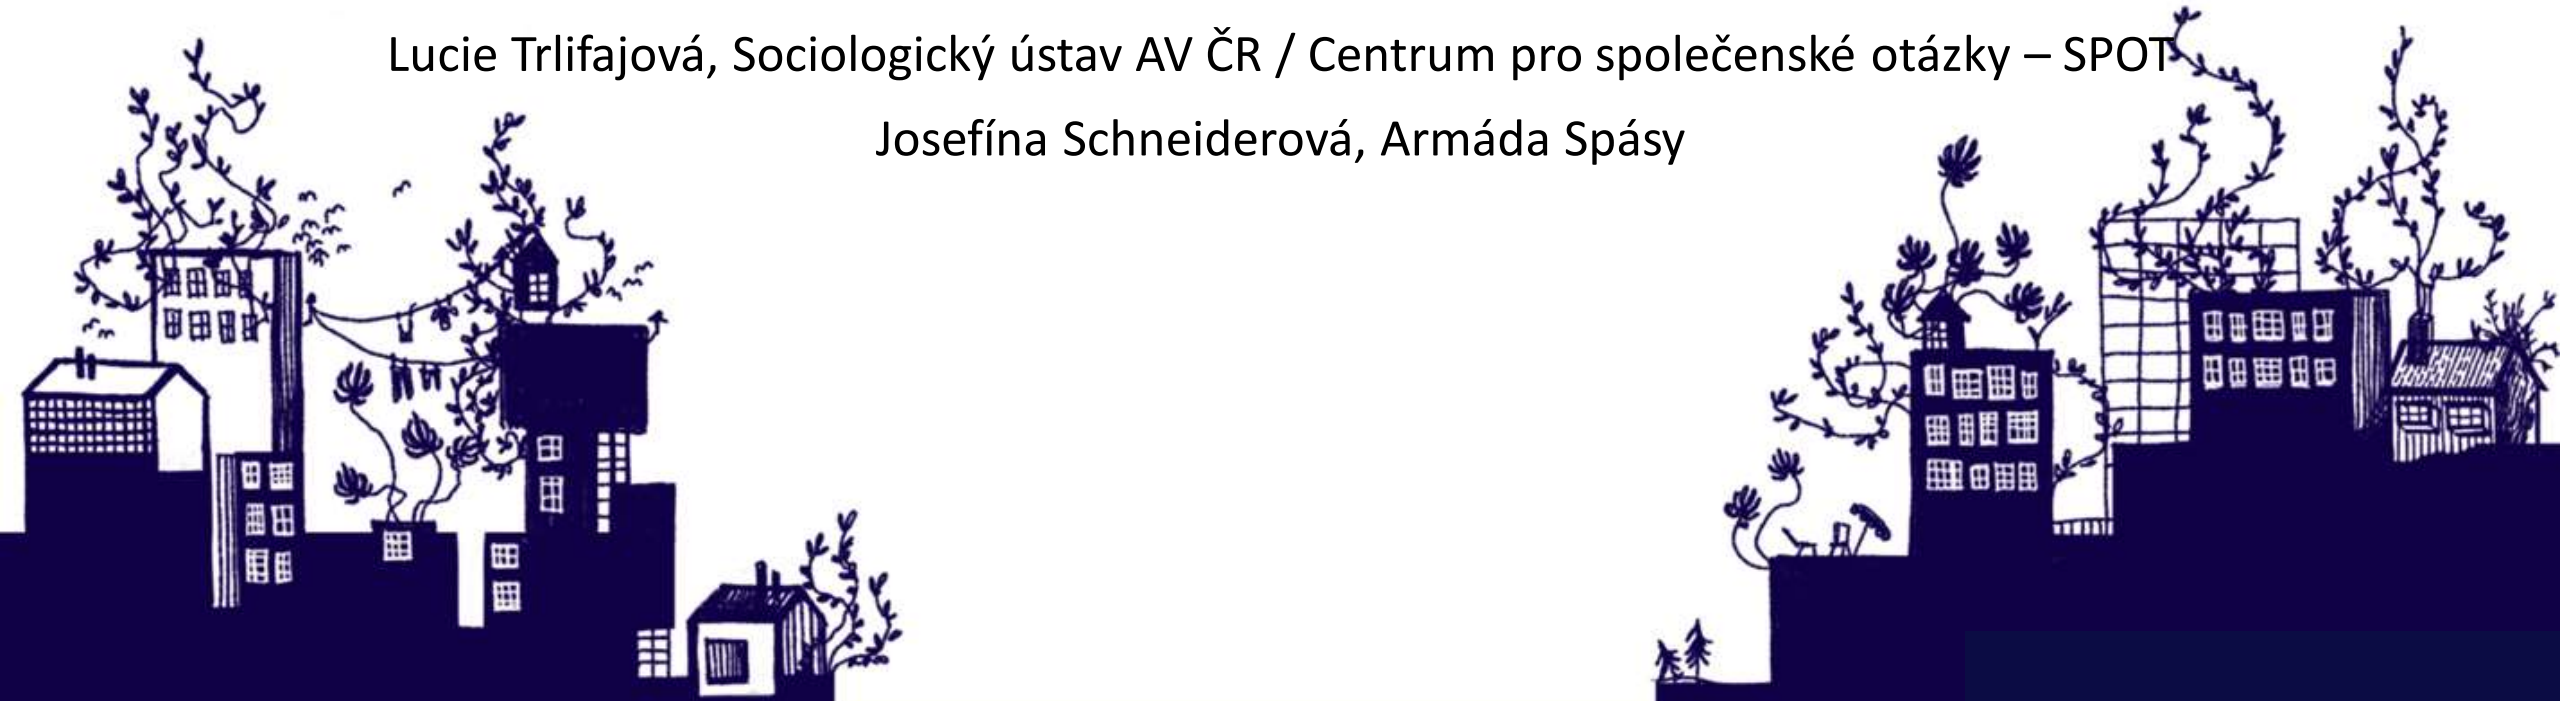 Lucie Trlifajová, Sociologický ústav AV ČR / Centrum pro společenské otázky – SPOT
Josefína Schneiderová, Armáda Spásy